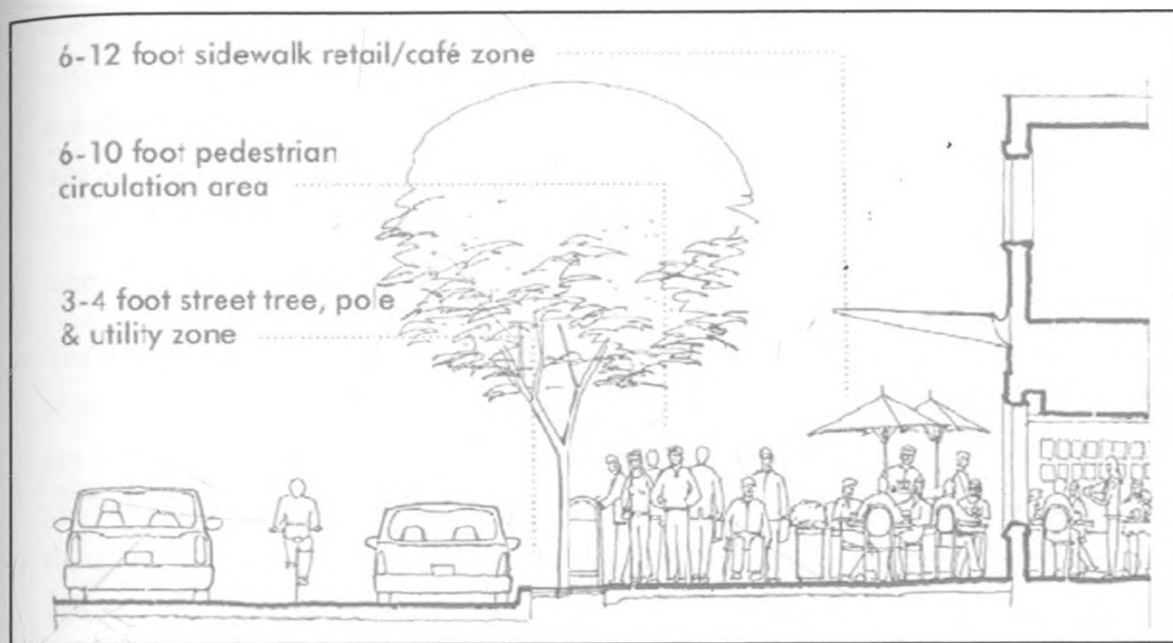 6-12 foot sidewalk retail/café zone
6-10 foot pedestrian
circulation area
3-4 foot street tree, pole
& utility zone